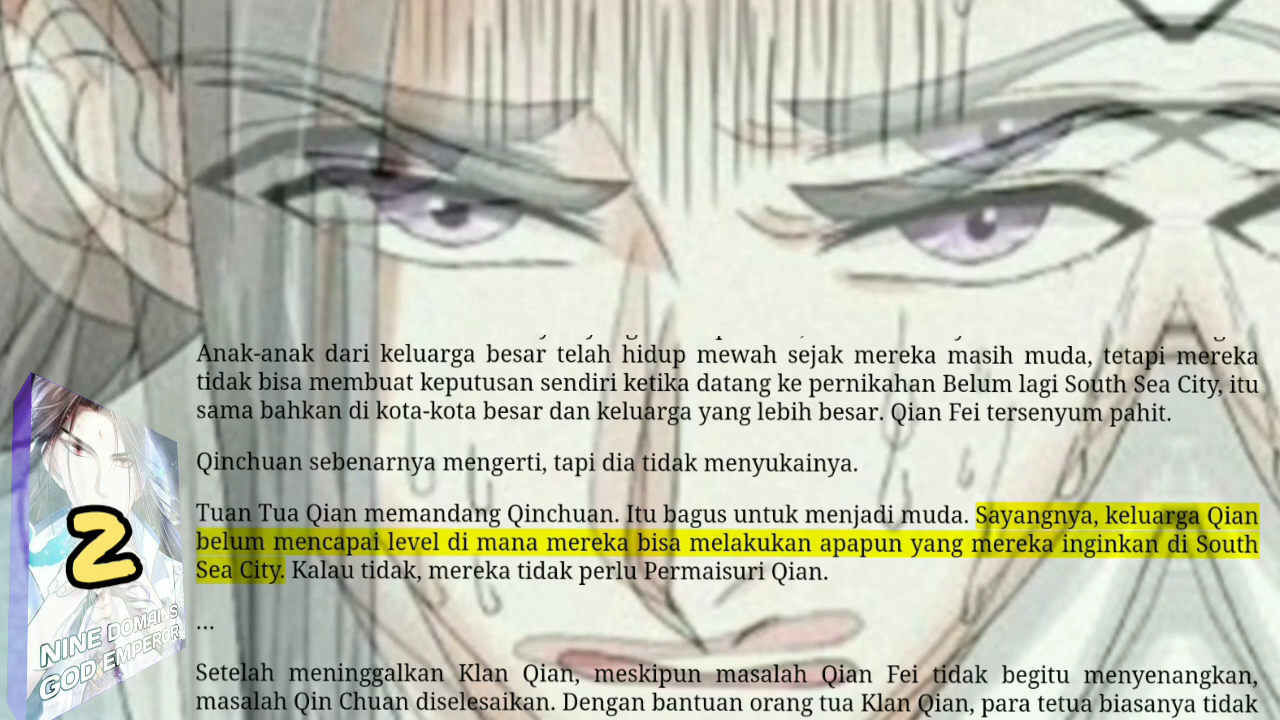 Anak-anak dari keluarga besar telah hidup mewah sejak mereka masih muda, tetapi mereka
tidak bisa membuat keputusan sendiri ketika datang ke pernikahan Belum lagi South Sea City, itu
sama bahkan di kota-kota besar dan keluarga yang lebih besar. Qian Fei tersenyum pahit.
Qinchuan sebenarnya mengerti, tapi dia tidak menyukainya.
Tuan Tua Qian memandang Qinchuan. Itu bagus untuk menjadi muda. Sayangnya, keluarga Qian
belum mencapai level di mana mereka bisa melakukan apapun yang mereka inginkan di South
Sea City. Kalau tidak, mereka tidak perlu Permaisuri Qian.
...
Setelah meninggalkan Klan Qian, meskipun masalah Qian Fei tidak begitu menyenangkan,
masalah Qin Chuan diselesaikan. Dengan bantuan orang tua Klan Qian, para tetua biasanya tidak
2
NINE DOMAINS
GOD EMPEROR